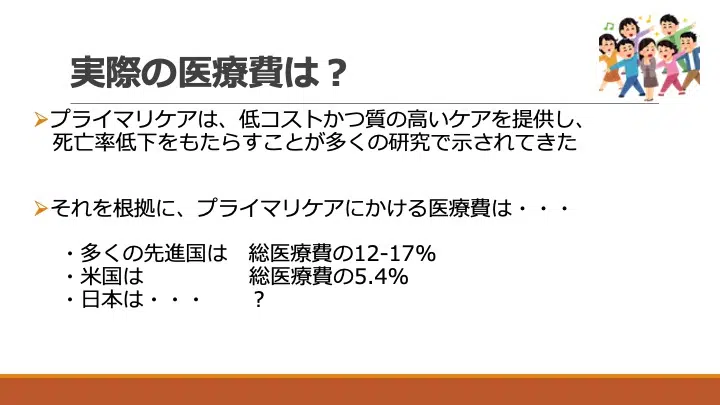 実際の医療費は？
➢プライマリケアは、低コストかつ質の高いケアを提供し、
死亡率低下をもたらすことが多くの研究で示されてきた
➢それを根拠に、プライマリケアにかける医療費は・・・
・多くの先進国は　総医療費の12-17%
・米国は　総医療費の5.4%
・日本は・・・　？